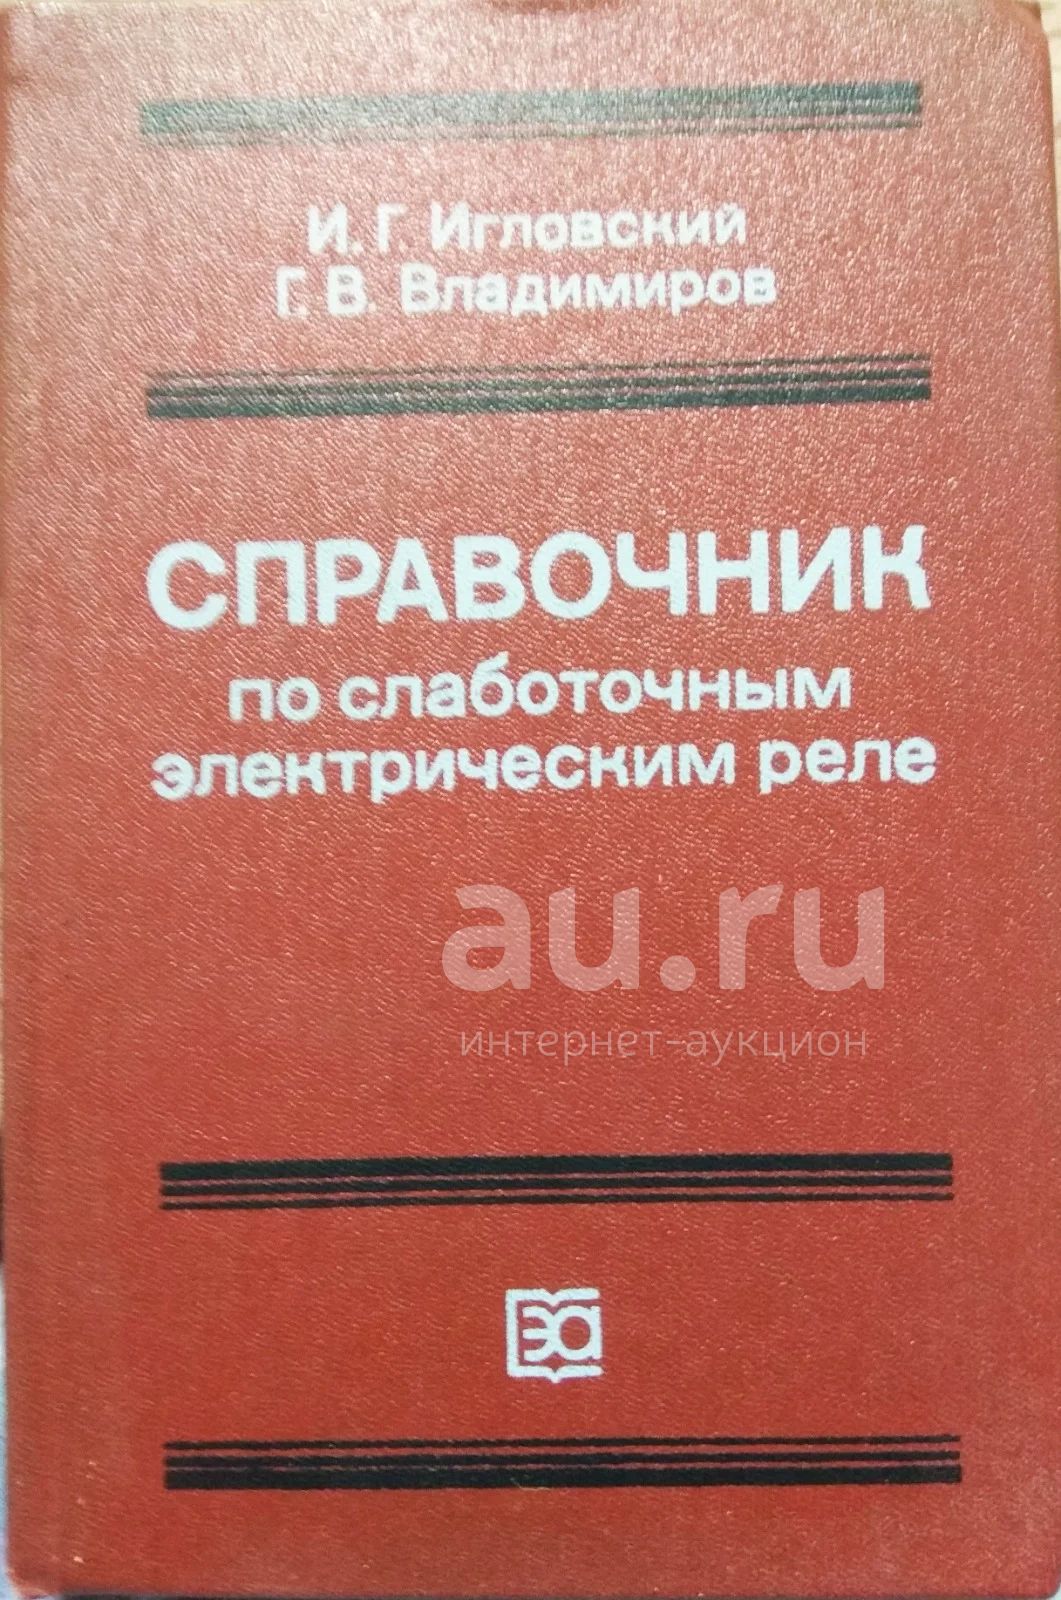 И. Г. Игловский
Г. В. Владимиров
СПРАВОЧНИК
по слаботочным
электрическим реле
au.ru
интернет-аукцион
эа